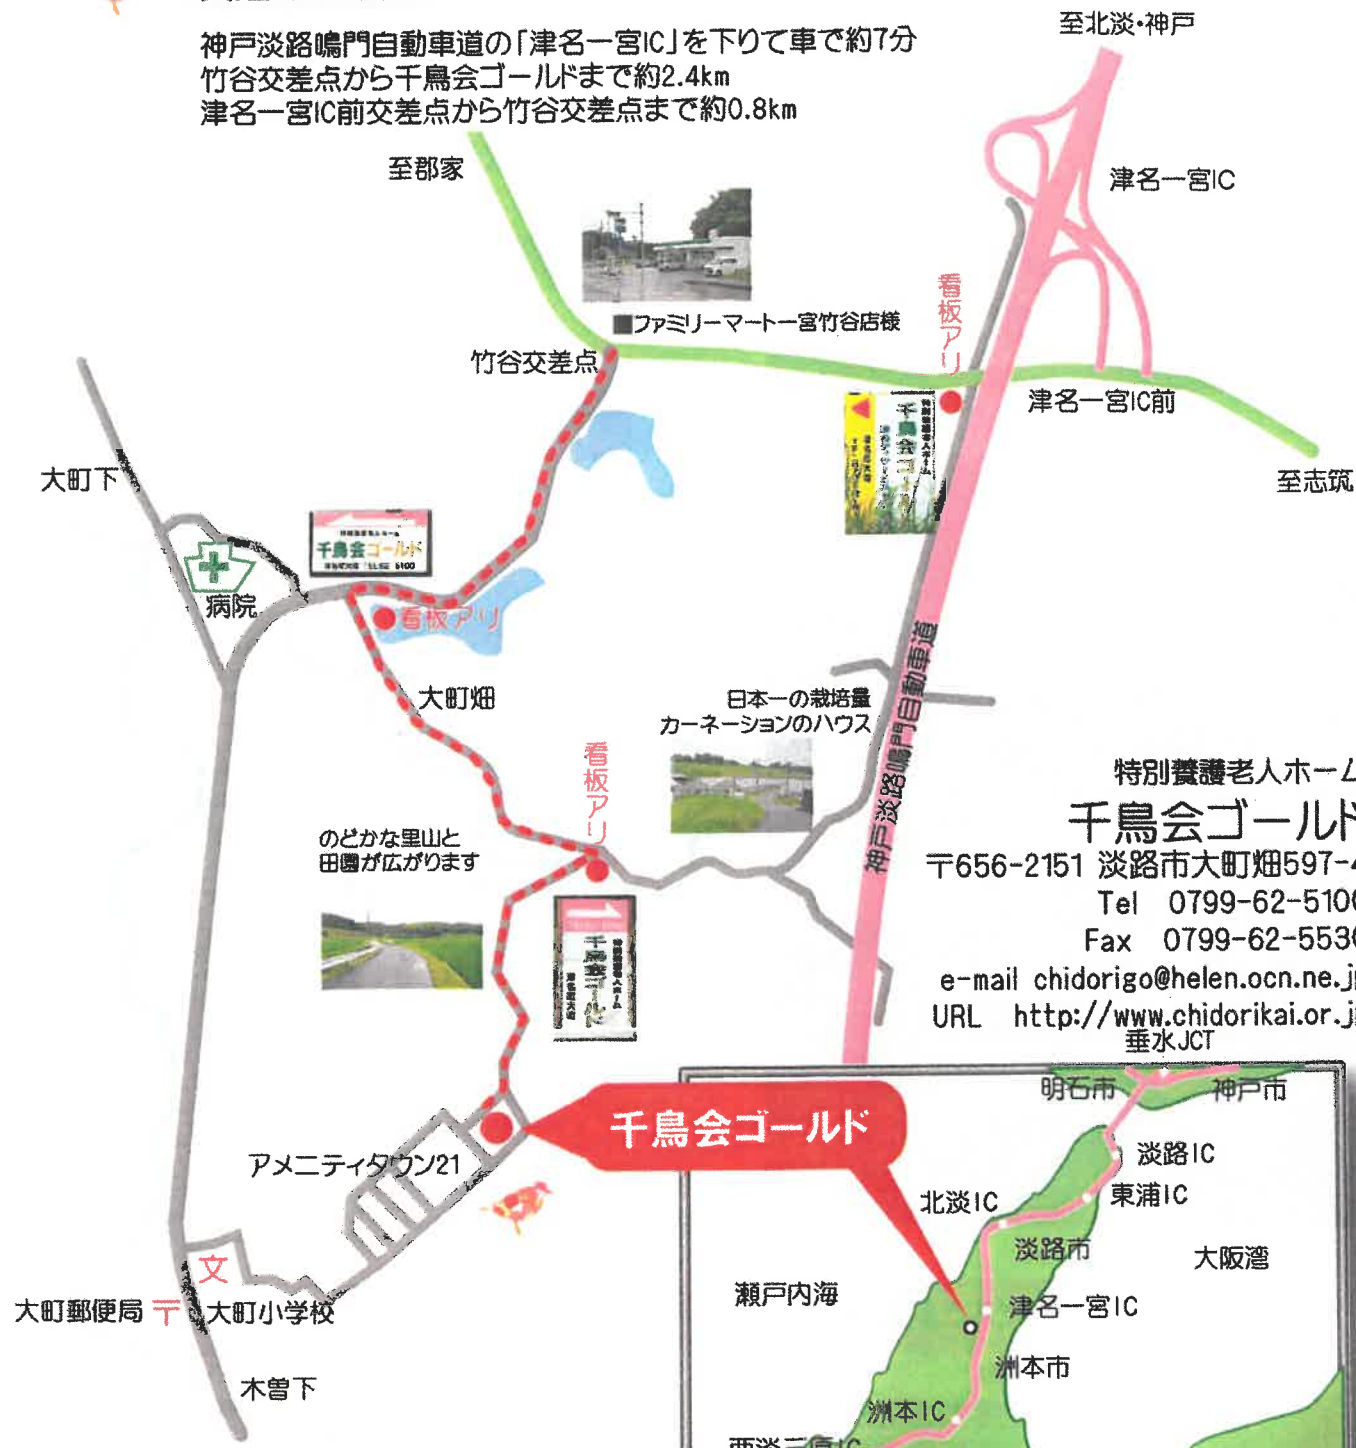 神戸淡路鳴門自動車道の「津名一宮IC」を下りて車で約7分
竹谷交差点から千鳥会ゴールドまで約2.4km
津名一宮IC前交差点から竹谷交差点まで約0.8km
至北淡・神戸
至郡家
津名一宮IC
看板アリ
■ファミリーマート一宮竹谷店様
竹谷交差点
津名一宮IC前
至志筑
大町下
千鳥会ゴールド
千鳥会ゴールド
病院
看板アリ
大町畑
日本一の栽培量
カーネーションのハウス
神戸淡路鳴門自動車道
看板アリ
のどかな里山と
田園が広がります
千鳥会ゴールド
特別養護老人ホーム
千鳥会ゴールド
〒656-2151 淡路市大町畑597-4
Tel 0799-62-510
Fax 0799-62-553
e-mail chidorigo@helen.ocn.ne.j
URL http://www.chidorikai.or.j
垂水JCT
明石市
神戸市
千鳥会ゴールド
アメニティタウン21
淡路IC
東浦IC
北淡IC
淡路市
大阪湾
瀬戸内海
津名一宮IC
洲本市
洲本IC
文
大町郵便局 〒
大町小学校
木曽下